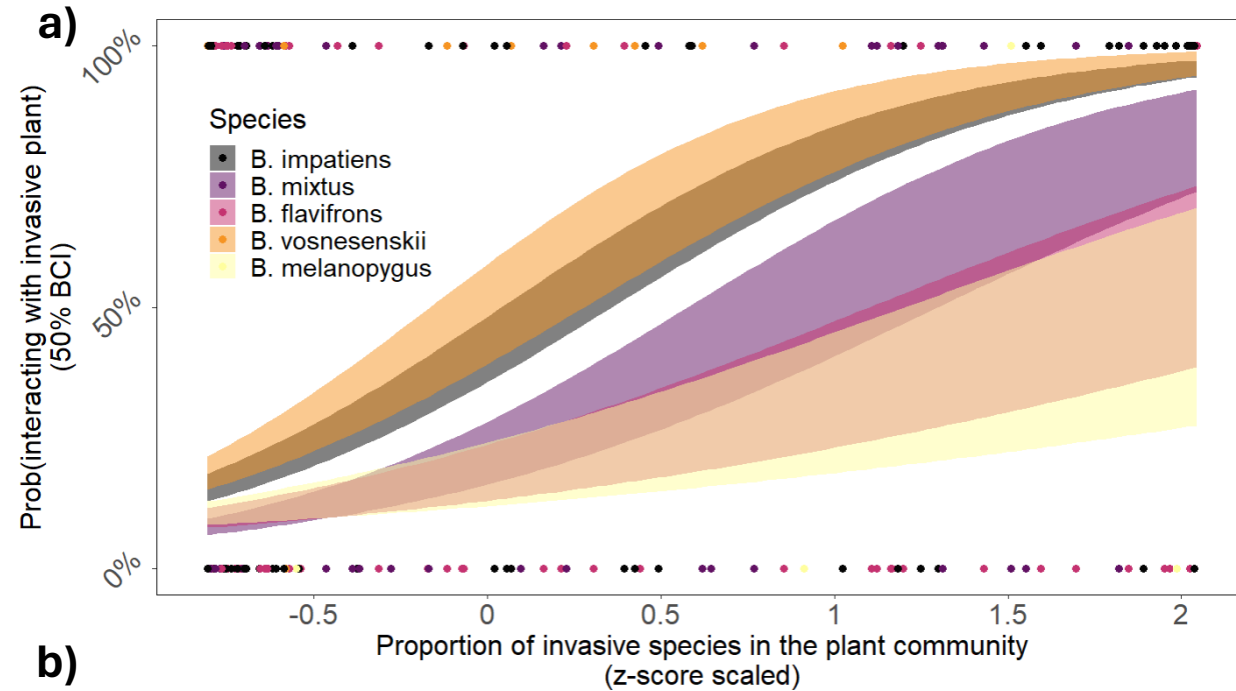 a)
100%
50%
0%
Prob(interacting with invasive plant)
(50% BCI)
Species
B. impatiens
B. mixtus
B. flavifrons
B. vosnesenskii
B. melanopygus
-0.5 0 0.5 1 1.5 2
Proportion of invasive species in the plant community
(z-score scaled)
b)